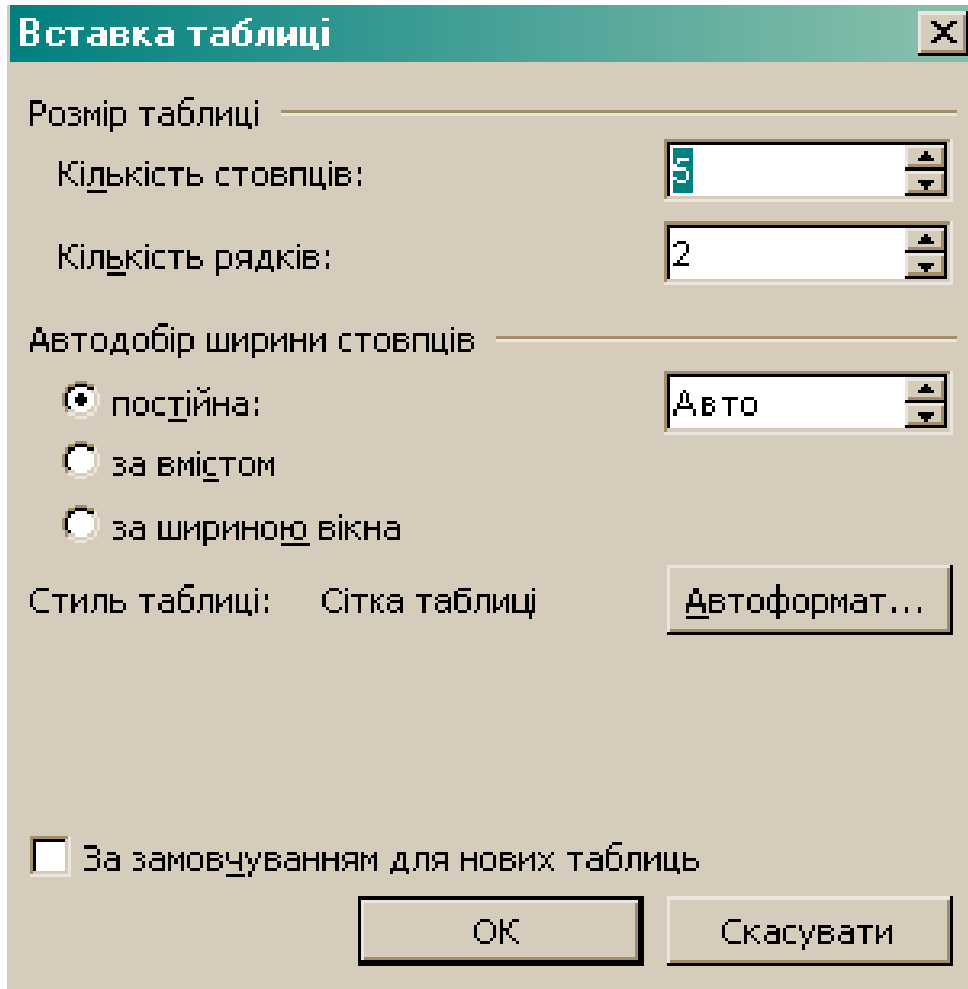 Вставка таблиці
Розмір таблиці
Кількість стовпців: 5
Кількість рядків: 2
Автодобір ширини стовпців
постійна: Авто
за вмістом
за шириною вікна
Стиль таблиці: Сітка таблиці Автоформат...
За замовчуванням для нових таблиць
ОК Скасувати